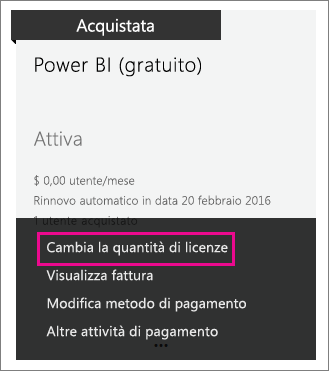 Acquistata
Power BI (gratuito)
Attiva
$ 0,00 utente/mese
Rinnovo automatico in data 20 febbraio 2016
1 utente acquistato
Cambia la quantità di licenze
Visualizza fattura
Modifica metodo di pagamento
Altre attività di pagamento
...